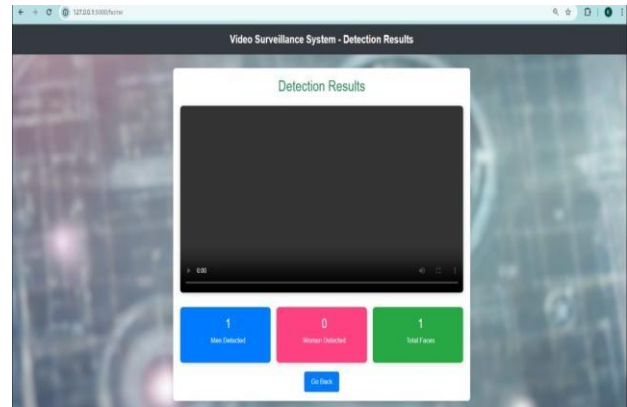 127.0.0.1:5000/home
Video Surveillance System - Detection Results
Detection Results
0:00
1
Men Detected
0
Women Detected
1
Total Faces
Go Back